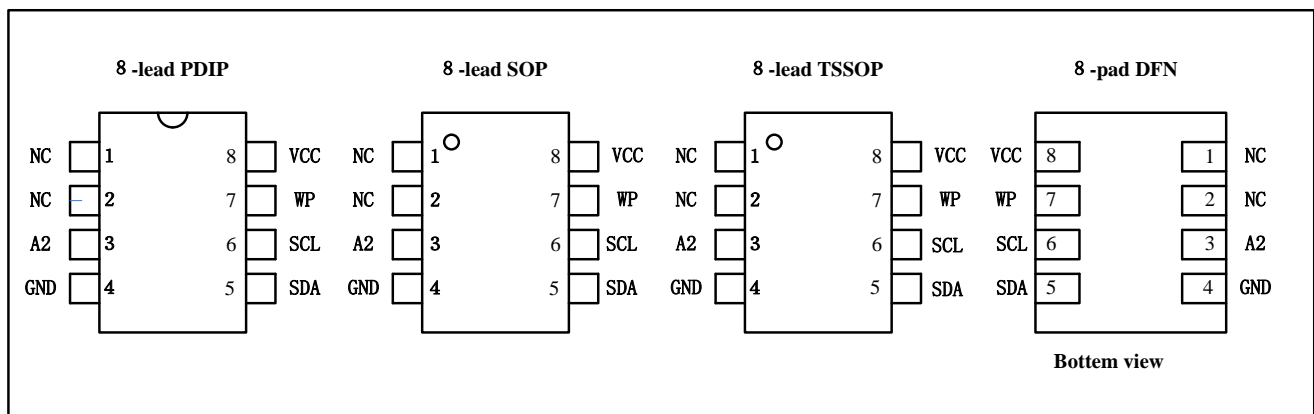 8 -lead PDIP 8 -lead SOP 8 -lead TSSOP 8 -pad DFN
NC 1 8 VCC NC 1 8 VCC NC 1 8 VCC VCC 8 1 NC
NC 2 7 WP NC 2 7 WP NC 2 7 WP WP 7 2 NC
A2 3 6 SCL A2 3 6 SCL A2 3 6 SCL SCL 6 3 A2
GND 4 5 SDA GND 4 5 SDA GND 4 5 SDA SDA 5 4 GND
Bottem view